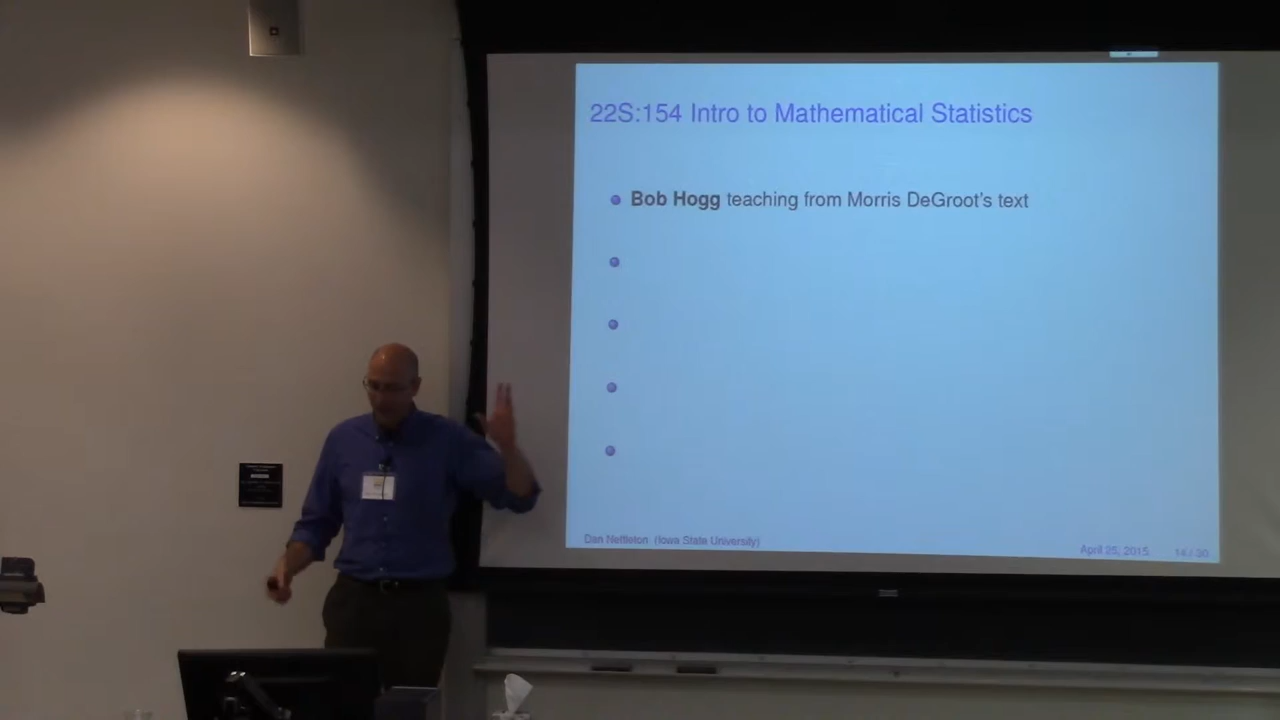 22S:154 Intro to Mathematical Statistics
Bob Hogg teaching from Morris DeGroot's text
Dan Nettleton (Iowa State University)
April 25, 2015 14 / 30